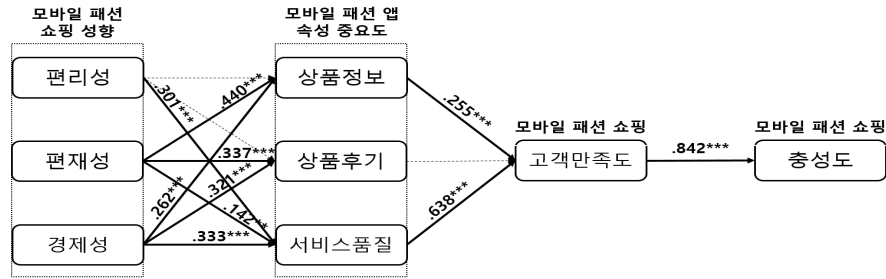 모바일 패션
쇼핑 성향
모바일 패션 앱
속성 중요도
편리성
상품정보
.301***
.440***
.255***
모바일 패션 쇼핑
모바일 패션 쇼핑
편재성
.337***
상품후기
고객만족도
.842***
충성도
.321***
.262***
.142**
.638***
경제성
.333***
서비스품질